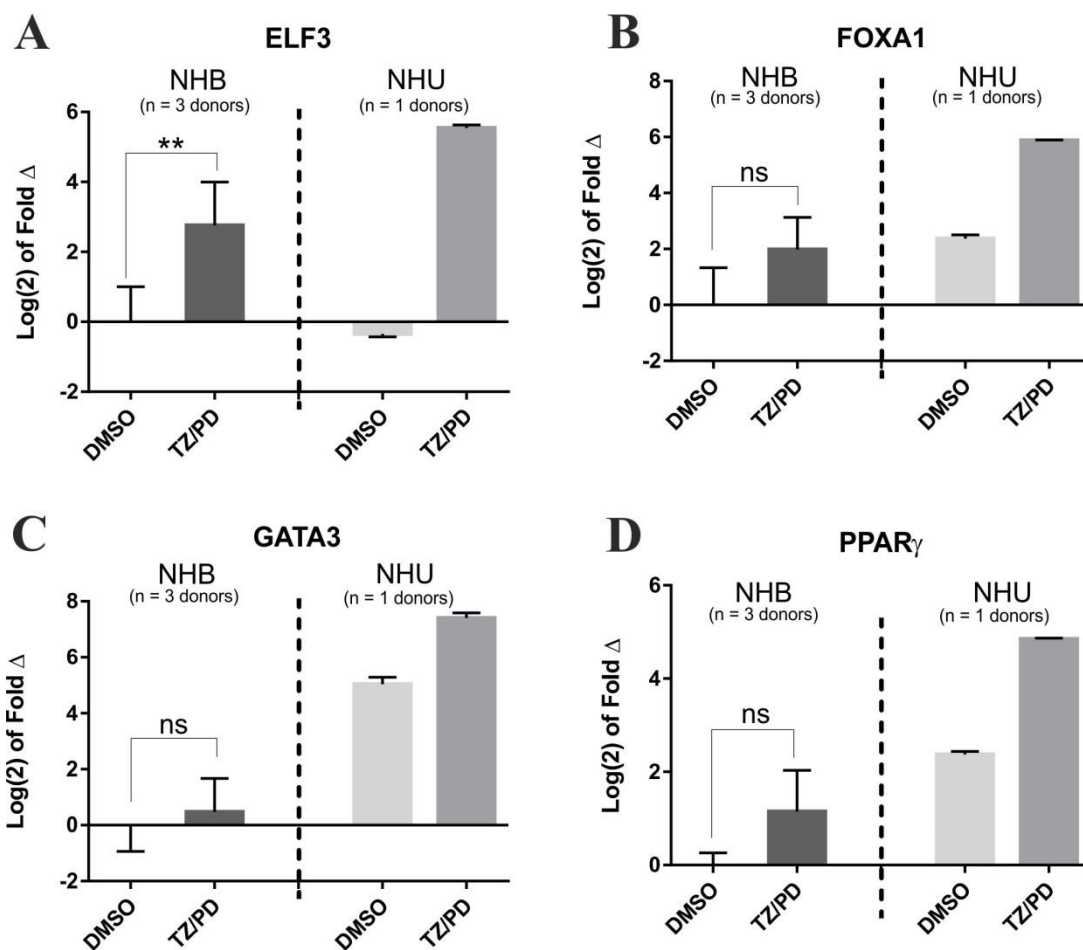 A
ELF3
NHB
(n = 3 donors)
NHU
(n = 1 donors)
Log(2) of Fold Δ
6
4
2
0
-2
**
DMSO
TZ/PD
DMSO
TZ/PD
B
FOXA1
NHB
(n = 3 donors)
NHU
(n = 1 donors)
Log(2) of Fold Δ
8
6
4
2
0
-2
ns
DMSO
TZ/PD
DMSO
TZ/PD
C
GATA3
NHB
(n = 3 donors)
NHU
(n = 1 donors)
Log(2) of Fold Δ
8
6
4
2
0
-2
ns
DMSO
TZ/PD
DMSO
TZ/PD
D
PPARγ
NHB
(n = 3 donors)
NHU
(n = 1 donors)
Log(2) of Fold Δ
6
4
2
0
ns
DMSO
TZ/PD
DMSO
TZ/PD